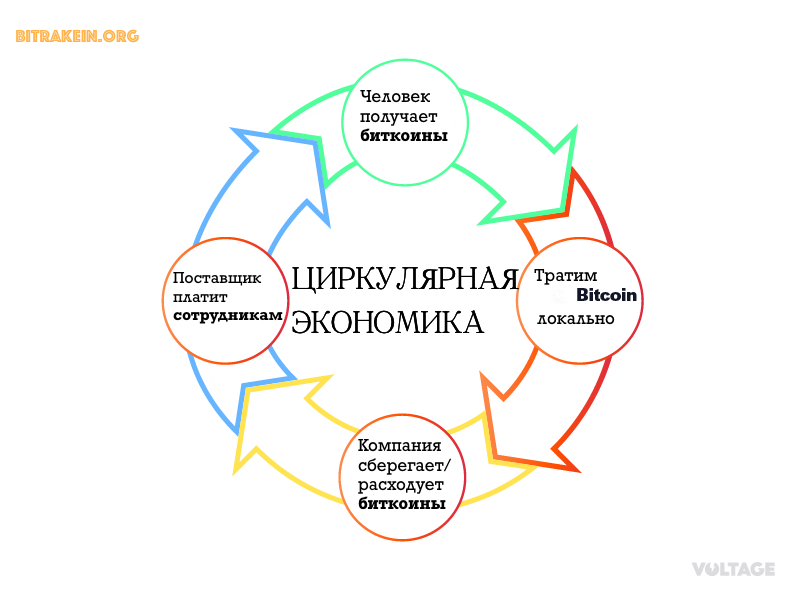 BITRAKEIN.ORG
Человек
получает
биткоины
Поставщик
платит
сотрудникам
ЦИРКУЛЯРНАЯ
ЭКОНОМИКА
Тратим
Bitcoin
локально
Компания
сберегает/
расходует
биткоины
VOLTAGE